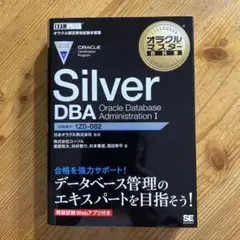 オラクル認定資格試験学習書
ORACLE
Certification
Program
オラクル
マスター
教科書
Silver
DBA
Oracle Database
Administration I
試験番号 1Z0-082
日本オラクル株式会社 監修
株式会社コーソル
合格を強力サポート!
データベース管理の
エキスパートを目指そう!
模擬試験Webアプリ付き
SE
SHOEISHA